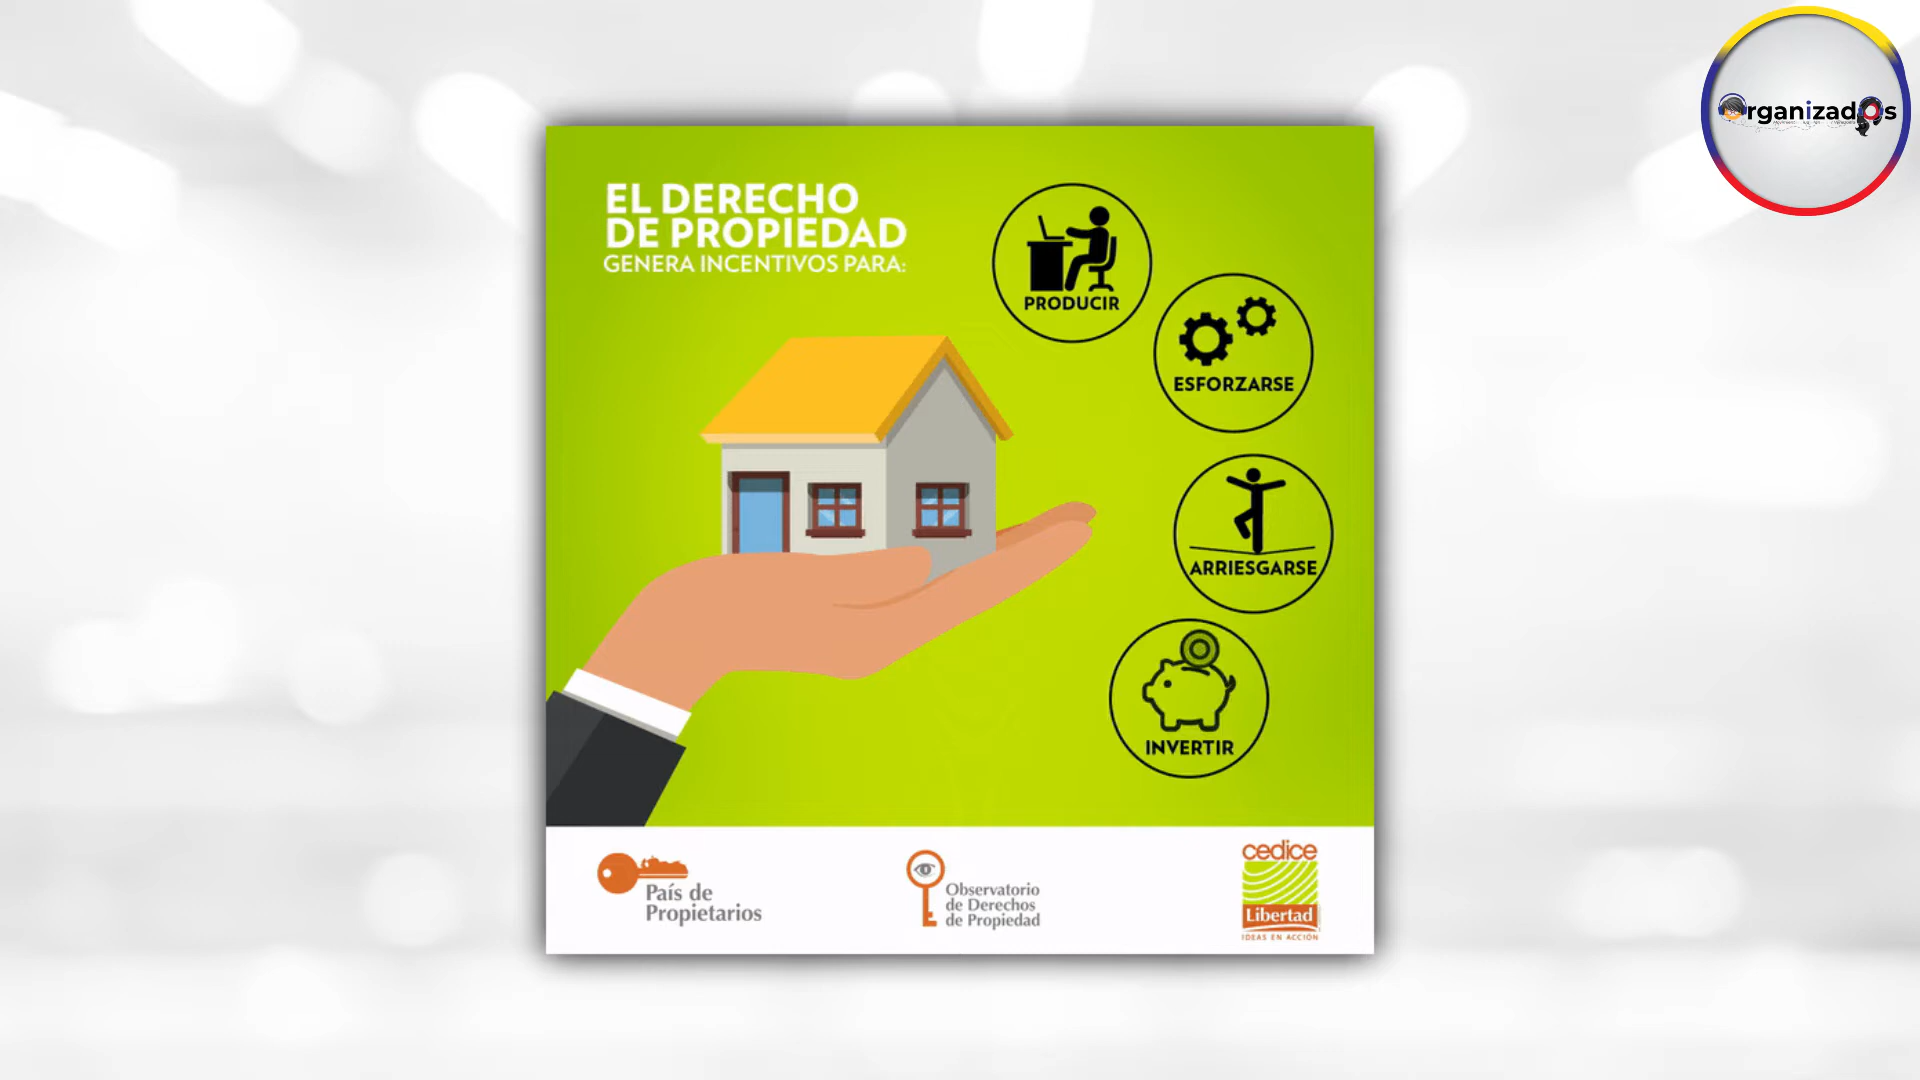 Organizados
EL DERECHO
DE PROPIEDAD
GENERA INCENTIVOS PARA:
PRODUCIR
ESFORZARSE
ARRIESGARSE
INVERTIR
País de
Propietarios
Observatorio
de Derechos
de Propiedad
cedice
Libertad
IDEAS EN ACCIÓN